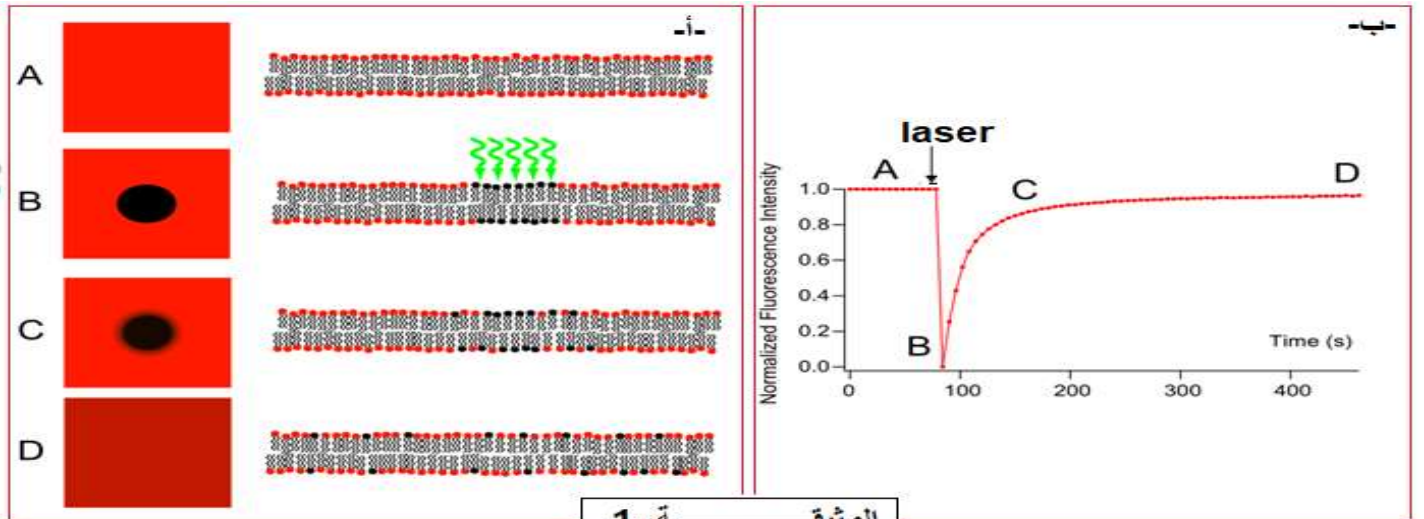 -أ-
A
B
C
D
-ب-
laser
A
C
D
B
Normalized Fluorescence Intensity
1.0
0.8
0.6
0.4
0.2
0.0
Time (s)
0 100 200 300 400